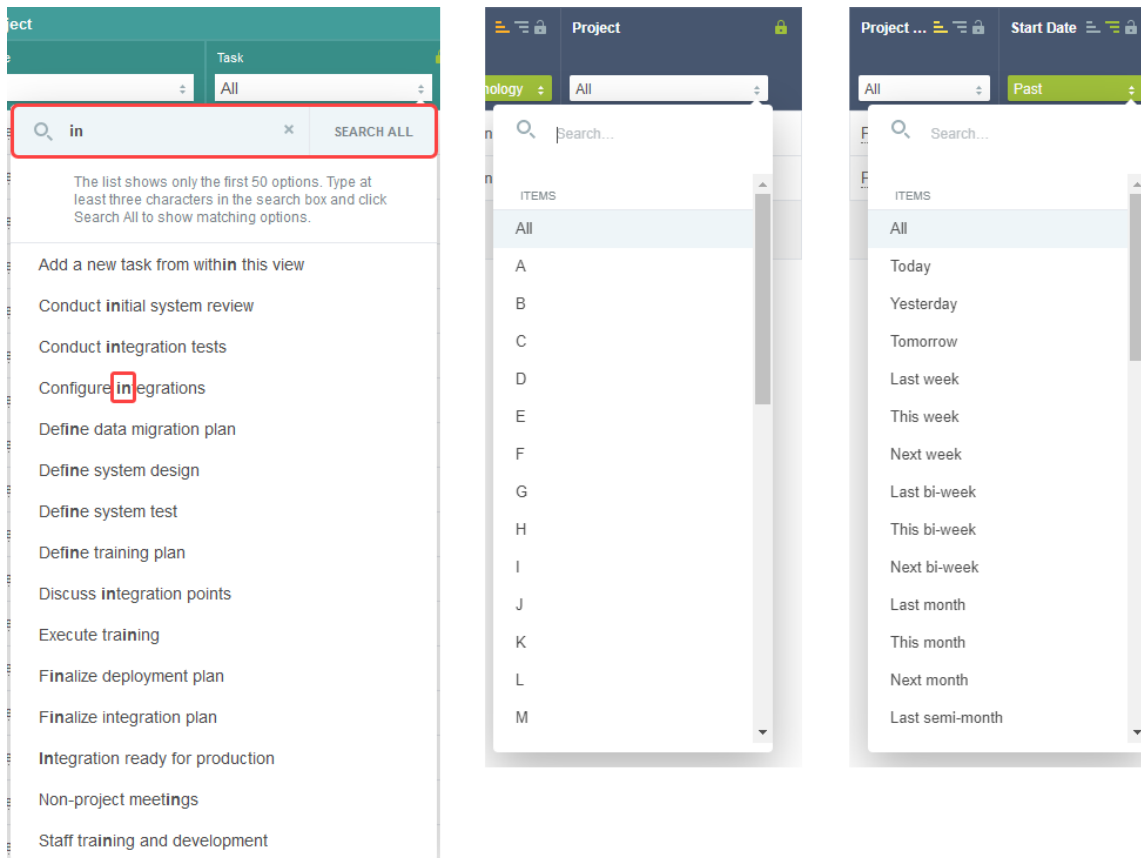 ject
Task
All
in
×
SEARCH ALL
The list shows only the first 50 options. Type at
least three characters in the search box and click
Search All to show matching options.
Add a new task from within this view
Conduct initial system review
Conduct integration tests
Configure integrations
Define data migration plan
Define system design
Define system test
Define training plan
Discuss integration points
Execute training
Finalize deployment plan
Finalize integration plan
Integration ready for production
Non-project meetings
Staff training and development
Project
nology
All
Search...
ITEMS
All
A
B
C
D
E
F
G
H
I
J
K
L
M
Project ...
Start Date
All
Past
Search...
ITEMS
All
Today
Yesterday
Tomorrow
Last week
This week
Next week
Last bi-week
This bi-week
Next bi-week
Last month
This month
Next month
Last semi-month